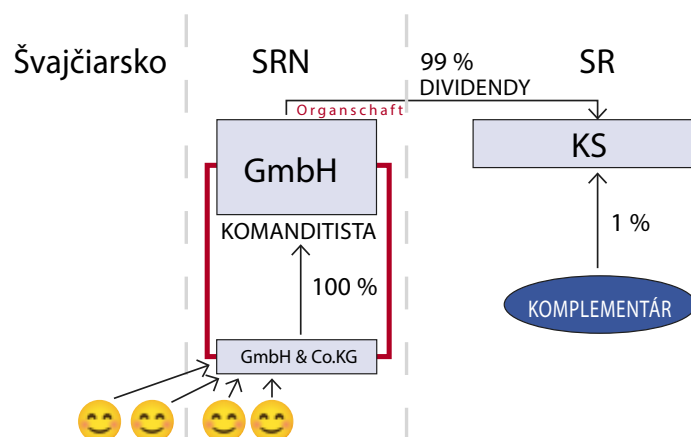 Švajčiarsko
SRN
SR
99 %
DIVIDENDY
Organschaft
GmbH
KS
KOMANDITISTA
1 %
100 %
KOMPLEMENTÁR
GmbH & Co.KG